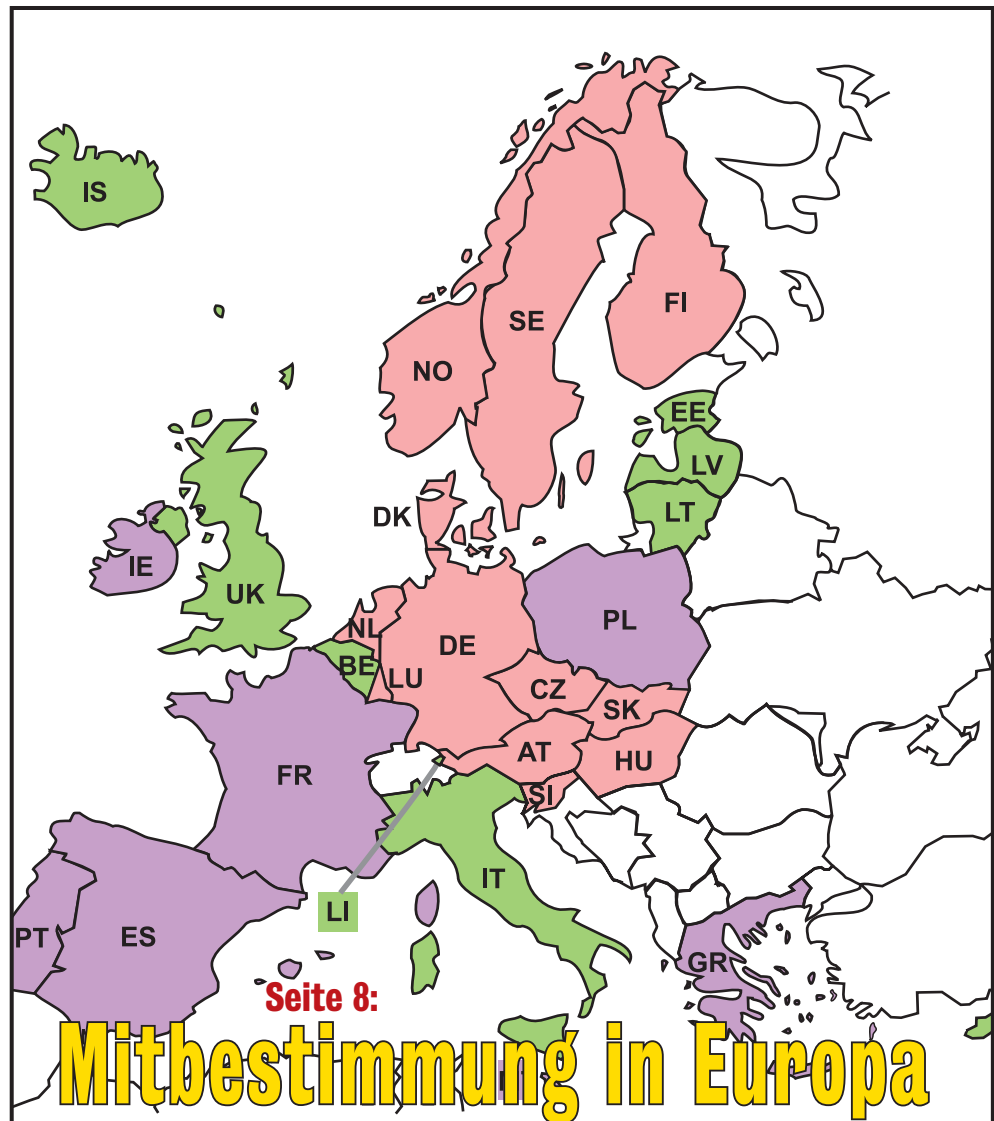 IS
FI
SE
NO
EE
LV
LT
DK
IE
UK
PL
NL
DE
BE
LU
CZ
SK
AT
HU
FR
SI
IT
LI
PT
ES
GR
Seite 8:
Mitbestimmung in Europa